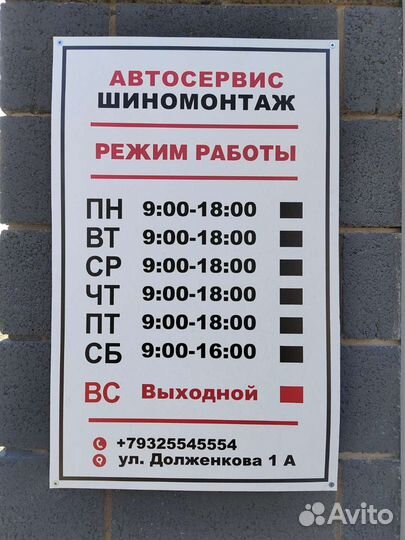 АВТОСЕРВИС
ШИНОМОНТАЖ
РЕЖИМ РАБОТЫ
ПН 9:00-18:00
ВТ 9:00-18:00
СР 9:00-18:00
ЧТ 9:00-18:00
ПТ 9:00-18:00
СБ 9:00-16:00
ВС Выходной
+79325545554
ул. Долженкова 1 А
Avito